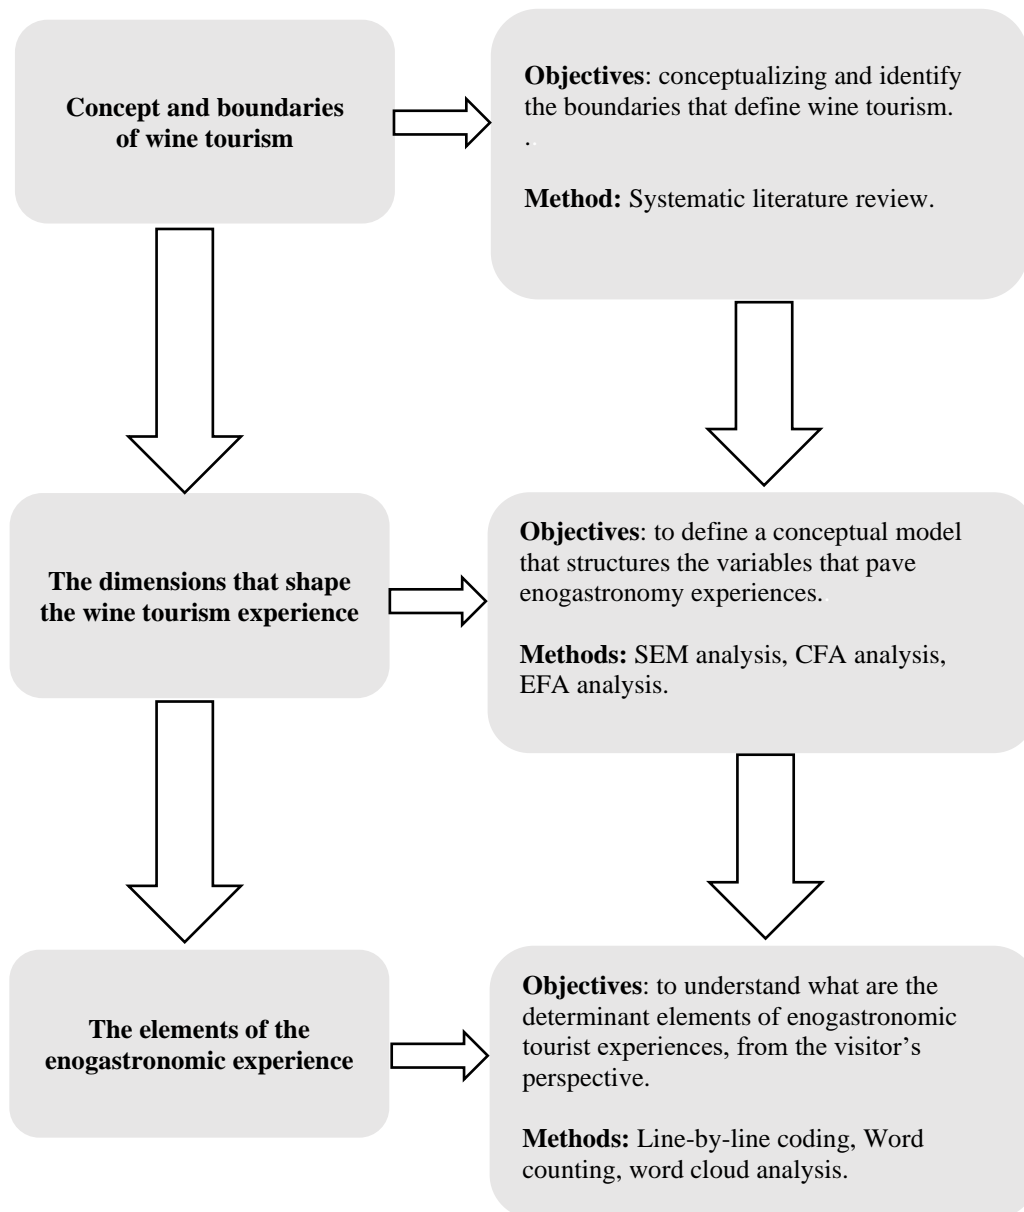 Concept and boundaries
of wine tourism
Objectives: conceptualizing and identify
the boundaries that define wine tourism.
.
Method: Systematic literature review.
The dimensions that shape
the wine tourism experience
Objectives: to define a conceptual model
that structures the variables that pave
enogastronomy experiences.
Methods: SEM analysis, CFA analysis,
EFA analysis.
The elements of the
enogastronomic experience
Objectives: to understand what are the
determinant elements of enogastronomic
tourist experiences, from the visitor’s
perspective.
Methods: Line-by-line coding, Word
counting, word cloud analysis.